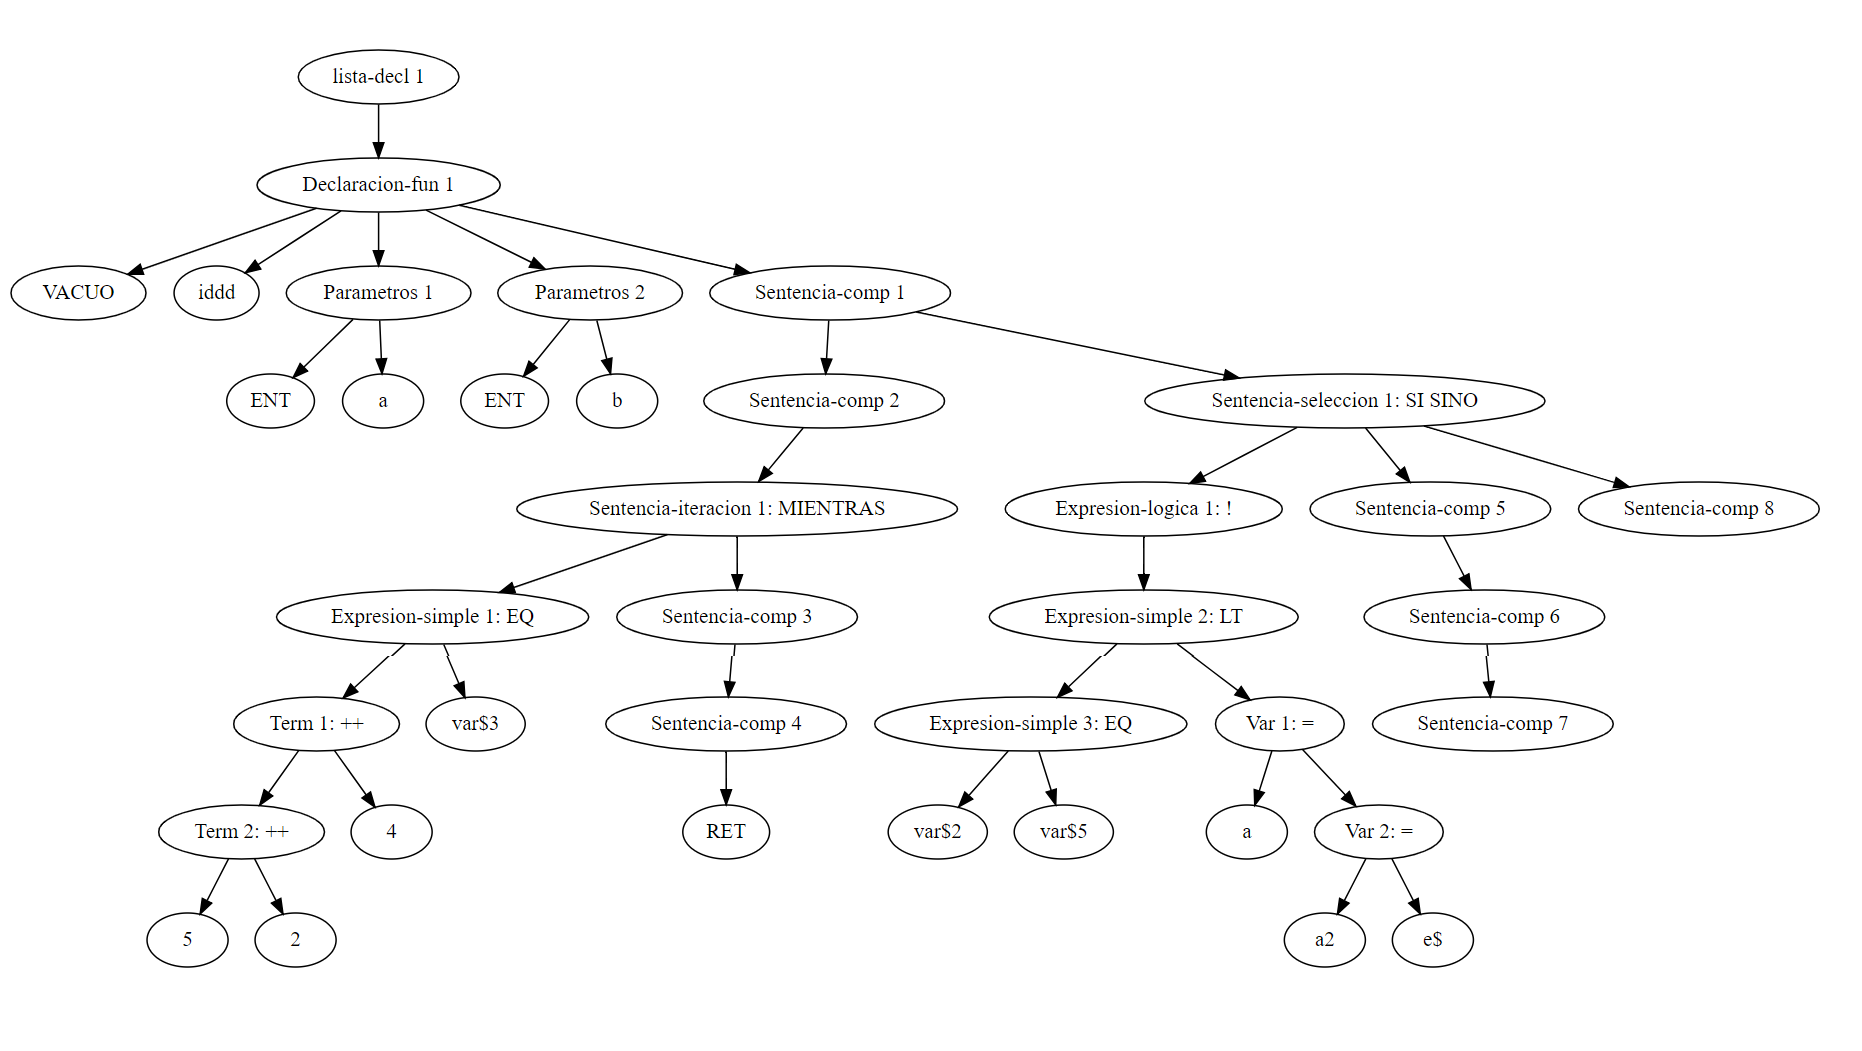 lista-decl 1
Declaracion-fun 1
VACUO
iddd
Parametros 1
Parametros 2
Sentencia-comp 1
ENT
a
ENT
b
Sentencia-comp 2
Sentencia-seleccion 1: SI SINO
Sentencia-iteracion 1: MIENTRAS
Expresion-logica 1: !
Sentencia-comp 5
Sentencia-comp 8
Expresion-simple 1: EQ
Sentencia-comp 3
Expresion-simple 2: LT
Sentencia-comp 6
Term 1: ++
var$3
Sentencia-comp 4
Expresion-simple 3: EQ
Var 1: =
Sentencia-comp 7
Term 2: ++
4
RET
var$2
var$5
a
Var 2: =
5
2
a2
e$